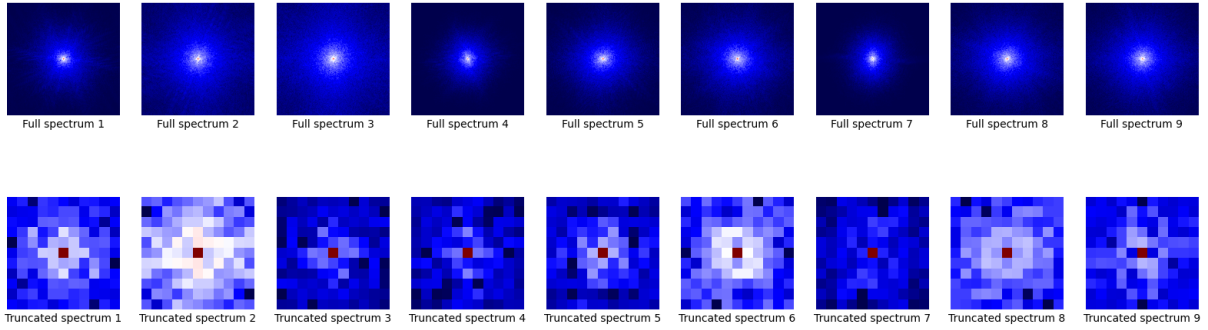 Full spectrum 1 Full spectrum 2 Full spectrum 3 Full spectrum 4 Full spectrum 5 Full spectrum 6 Full spectrum 7 Full spectrum 8 Full spectrum 9
Truncated spectrum 1 Truncated spectrum 2 Truncated spectrum 3 Truncated spectrum 4 Truncated spectrum 5 Truncated spectrum 6 Truncated spectrum 7 Truncated spectrum 8 Truncated spectrum 9